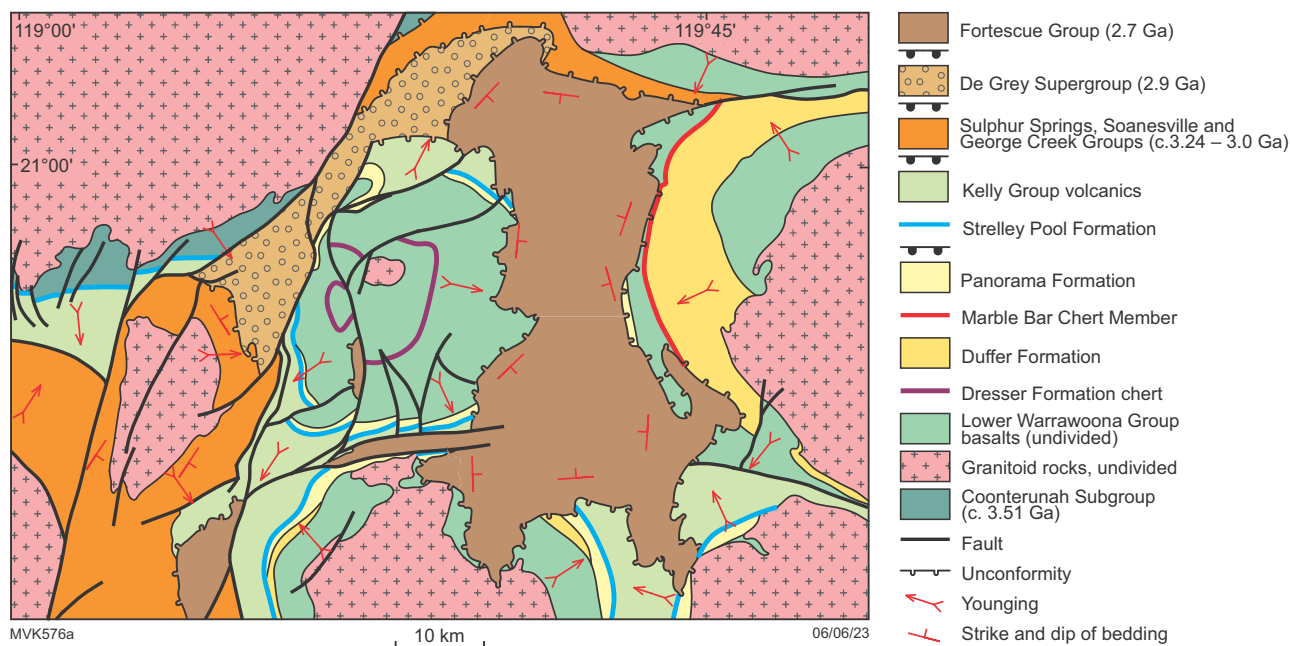 119°00'
119°45'
21°00'
MVK576a
10 km
06/06/23
Fortescue Group (2.7 Ga)
De Grey Supergroup (2.9 Ga)
Sulphur Springs, Soanesville and
George Creek Groups (c.3.24 – 3.0 Ga)
Kelly Group volcanics
Strelley Pool Formation
Panorama Formation
Marble Bar Chert Member
Duffer Formation
Dresser Formation chert
Lower Warrawoona Group
basalts (undivided)
Granitoid rocks, undivided
Coonterunah Subgroup
(c. 3.51 Ga)
Fault
Unconformity
Younging
Strike and dip of bedding